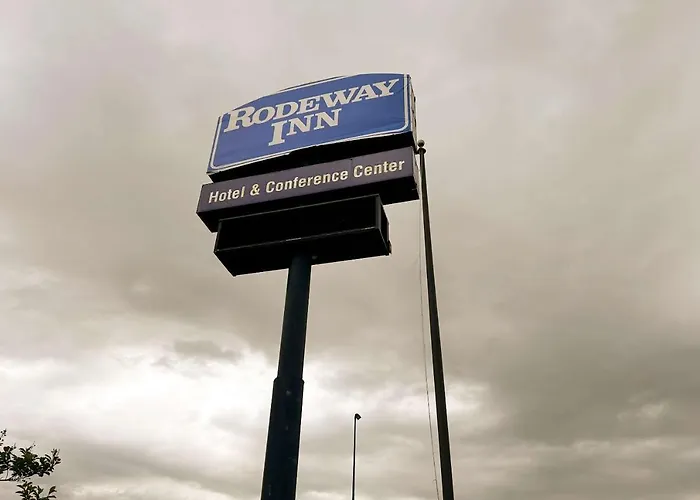 RODEWAY
INN
Hotel & Conference Center